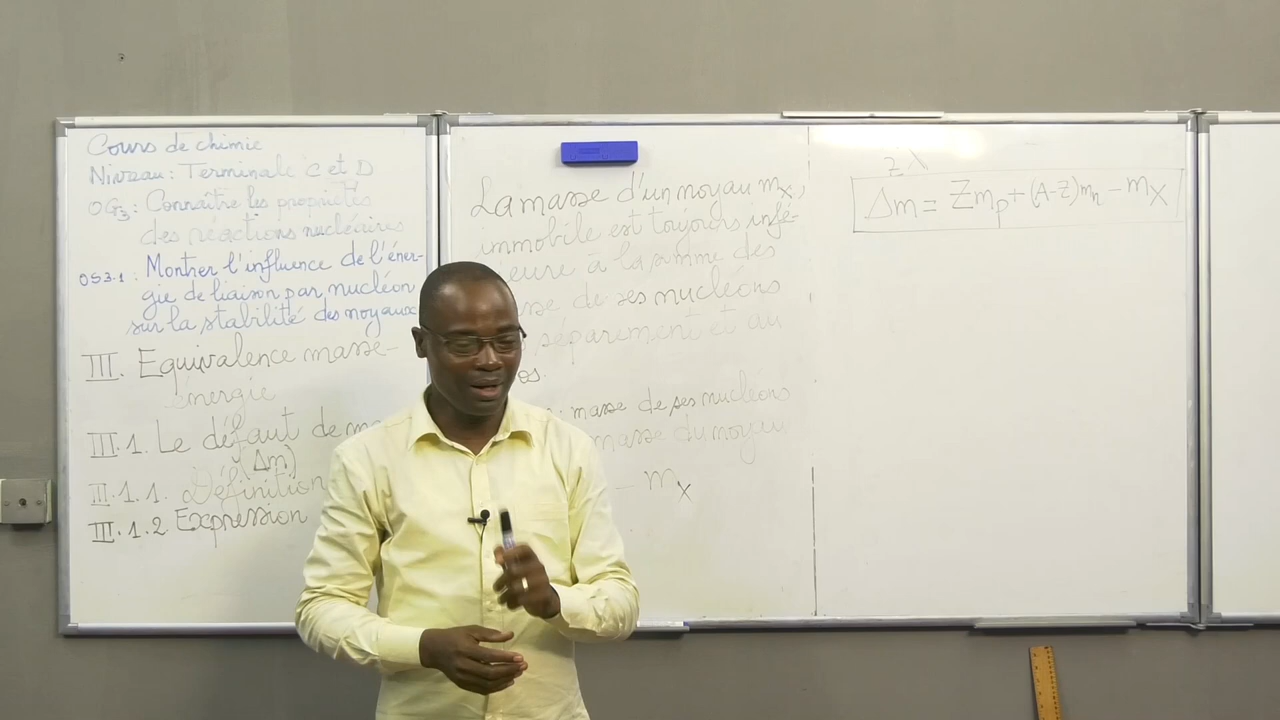 Cours de chimie
Niveau : Terminale C et D
OG3 : Connaître les propriétés
des réactions nucléaires
OS3.1 : Montrer l'influence de l'éner-
gie de liaison par nucléon
sur la stabilité des noyaux
III. Equivalence masse-
énergie
III.1. Le défaut de
(Δm)
III.1.1. Définition
III.1.2 Expression
La masse d'un noyau mX,
immobile est toujours infé-
à la somme des
de ses nucléons
séparement et au
masse de ses nucléons
masse du noyau
- mX
Z X
Δm = Zmp + (A-Z)mn - mX